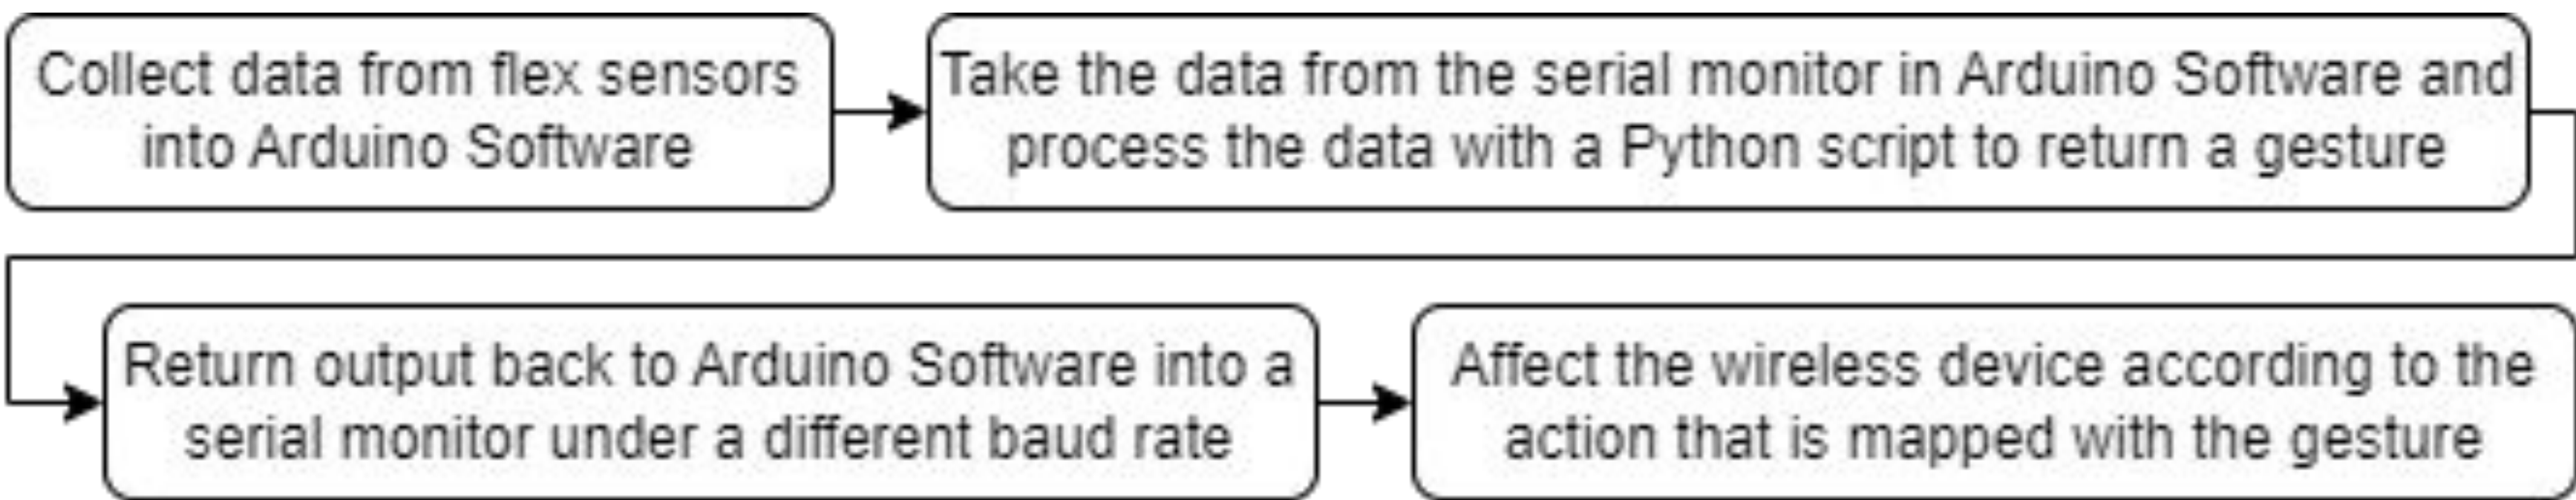 Collect data from flex sensors
into Arduino Software
Take the data from the serial monitor in Arduino Software and
process the data with a Python script to return a gesture
Return output back to Arduino Software into a
serial monitor under a different baud rate
Affect the wireless device according to the
action that is mapped with the gesture